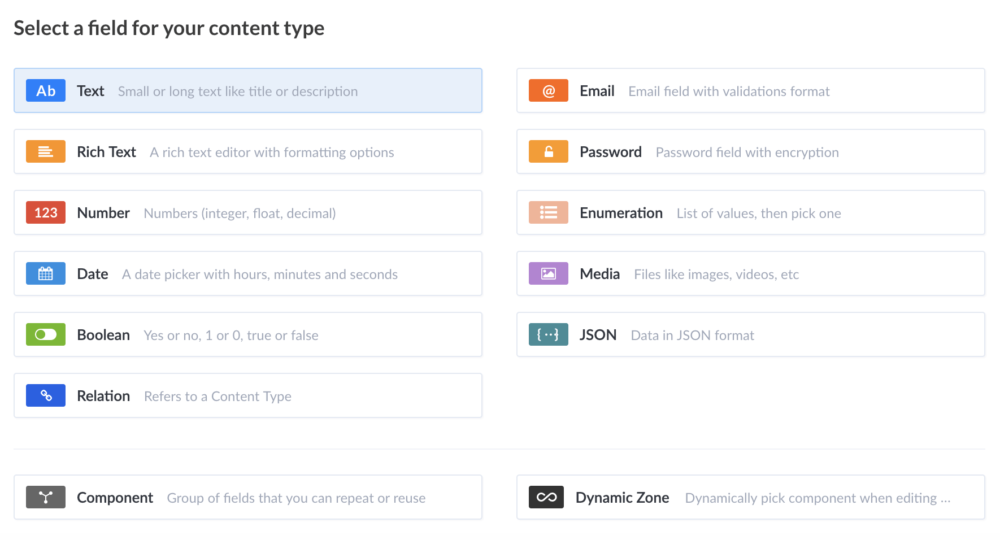 Select a field for your content type
Ab Text Small or long text like title or description
@ Email Email field with validations format
Rich Text A rich text editor with formatting options
Password Password field with encryption
123 Number Numbers (integer, float, decimal)
Enumeration List of values, then pick one
Date A date picker with hours, minutes and seconds
Media Files like images, videos, etc
Boolean Yes or no, 1 or 0, true or false
{··} JSON Data in JSON format
Relation Refers to a Content Type
Component Group of fields that you can repeat or reuse
Dynamic Zone Dynamically pick component when editing ...